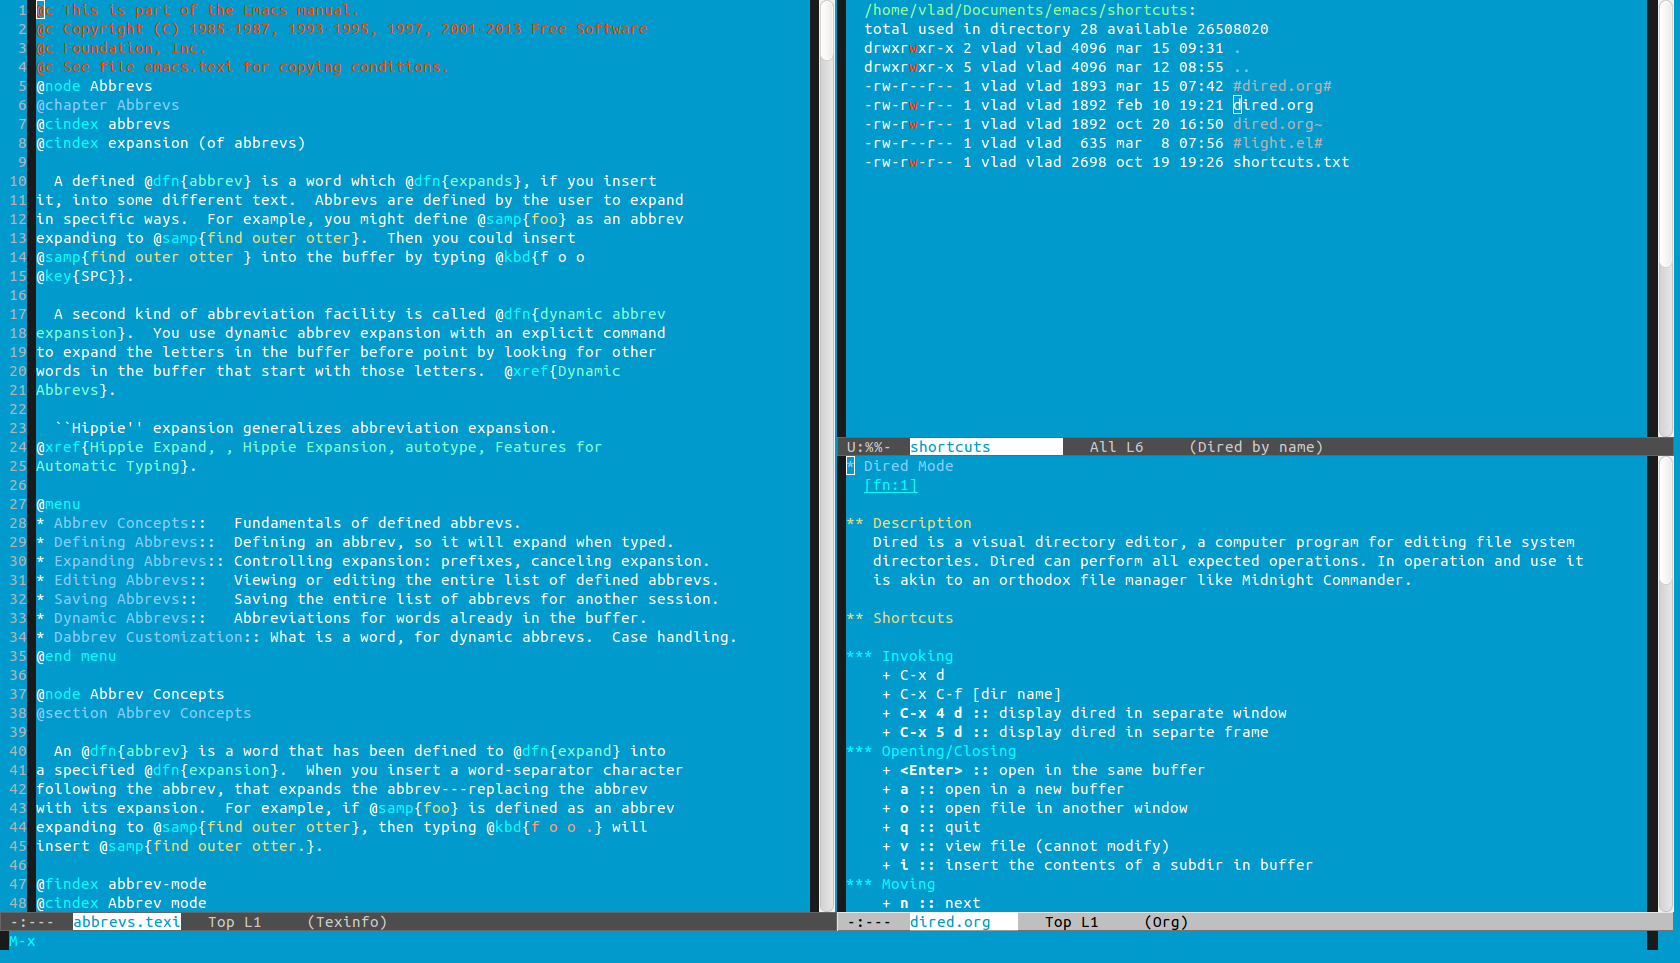 1 @c This is part of the Emacs manual.
2 @c Copyright (C) 1985-1987, 1993-1995, 1997, 2001-2013 Free Software
3 @c Foundation, Inc.
4 @c See file emacs.texi for copying conditions.
5 @node Abbrevs
6 @chapter Abbrevs
7 @cindex abbrevs
8 @cindex expansion (of abbrevs)
9
10   A defined @dfn{abbrev} is a word which @dfn{expands}, if you insert
11 it, into some different text.  Abbrevs are defined by the user to expand
12 in specific ways.  For example, you might define @samp{foo} as an abbrev
13 expanding to @samp{find outer otter}.  Then you could insert
14 @samp{find outer otter } into the buffer by typing @kbd{f o o
15 @key{SPC}}.
16
17   A second kind of abbreviation facility is called @dfn{dynamic abbrev
18 expansion}.  You use dynamic abbrev expansion with an explicit command
19 to expand the letters in the buffer before point by looking for other
20 words in the buffer that start with those letters.  @xref{Dynamic
21 Abbrevs}.
22
23   ``Hippie'' expansion generalizes abbreviation expansion.
24 @xref{Hippie Expand, , Hippie Expansion, autotype, Features for
25 Automatic Typing}.
26
27 @menu
28 * Abbrev Concepts::   Fundamentals of defined abbrevs.
29 * Defining Abbrevs::  Defining an abbrev, so it will expand when typed.
30 * Expanding Abbrevs:: Controlling expansion: prefixes, canceling expansion.
31 * Editing Abbrevs::   Viewing or editing the entire list of defined abbrevs.
32 * Saving Abbrevs::    Saving the entire list of abbrevs for another session.
33 * Dynamic Abbrevs::   Abbreviations for words already in the buffer.
34 * Dabbrev Customization:: What is a word, for dynamic abbrevs.  Case handling.
35 @end menu
36
37 @node Abbrev Concepts
38 @section Abbrev Concepts
39
40   An @dfn{abbrev} is a word that has been defined to @dfn{expand} into
41 a specified @dfn{expansion}.  When you insert a word-separator character
42 following the abbrev, that expands the abbrev---replacing the abbrev
43 with its expansion.  For example, if @samp{foo} is defined as an abbrev
44 expanding to @samp{find outer otter}, then typing @kbd{f o o .} will
45 insert @samp{find outer otter.}.
46
47 @findex abbrev-mode
48 @cindex Abbrev mode
-:---  abbrevs.texi   Top L1     (Texinfo)
/home/vlad/Documents/emacs/shortcuts:
total used in directory 28 available 26508020
drwxrwxr-x 2 vlad vlad 4096 mar 15 09:31 .
drwxrwxr-x 5 vlad vlad 4096 mar 12 08:55 ..
-rw-r--r-- 1 vlad vlad 1893 mar 15 07:42 #dired.org#
-rw-rw-r-- 1 vlad vlad 1892 feb 10 19:21 dired.org
-rw-rw-r-- 1 vlad vlad 1892 oct 20 16:50 dired.org~
-rw-r--r-- 1 vlad vlad  635 mar  8 07:56 #light.el#
-rw-rw-r-- 1 vlad vlad 2698 oct 19 19:26 shortcuts.txt
U:%%-  shortcuts   All L6     (Dired by name)
* Dired Mode
  [fn:1]

** Description
   Dired is a visual directory editor, a computer program for editing file system
   directories. Dired can perform all expected operations. In operation and use it
   is akin to an orthodox file manager like Midnight Commander.

** Shortcuts

*** Invoking
    + C-x d
    + C-x C-f [dir name]
    + C-x 4 d :: display dired in separate window
    + C-x 5 d :: display dired in separte frame
*** Opening/Closing
    + <Enter> :: open in the same buffer
    + a :: open in a new buffer
    + o :: open file in another window
    + q :: quit
    + v :: view file (cannot modify)
    + i :: insert the contents of a subdir in buffer
*** Moving
    + n :: next
-:---  dired.org   Top L1     (Org)
M-x